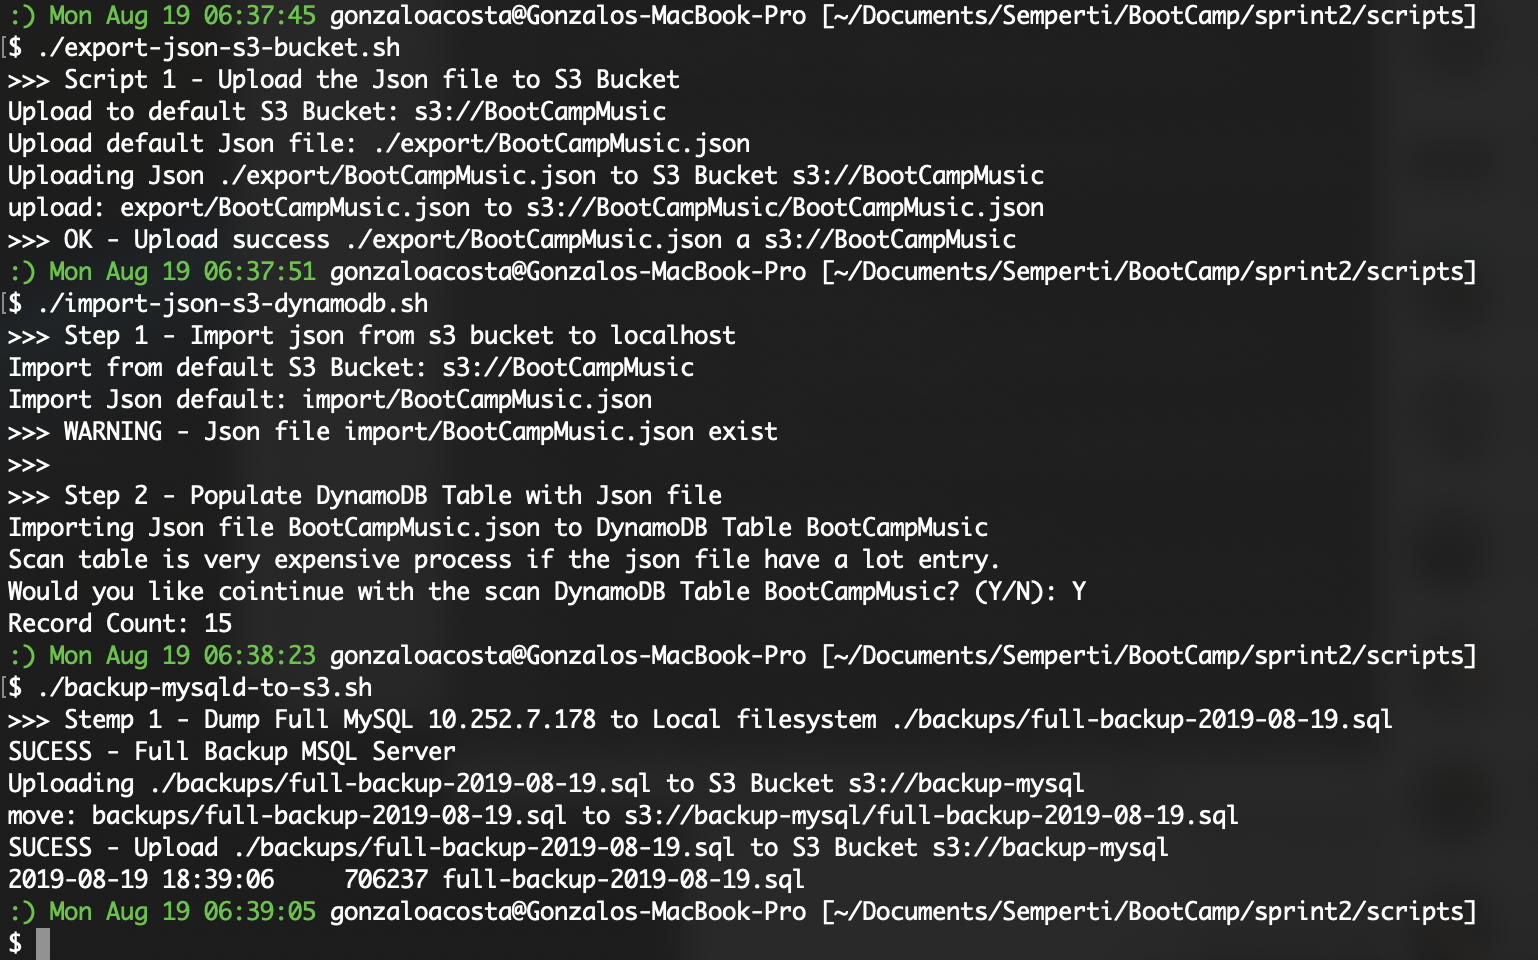 :) Mon Aug 19 06:37:45 gonzaloacosta@Gonzalos-MacBook-Pro [~/Documents/Semperti/BootCamp/sprint2/scripts]
[$ ./export-json-s3-bucket.sh
>>> Script 1 - Upload the Json file to S3 Bucket
Upload to default S3 Bucket: s3://BootCampMusic
Upload default Json file: ./export/BootCampMusic.json
Uploading Json ./export/BootCampMusic.json to S3 Bucket s3://BootCampMusic
upload: export/BootCampMusic.json to s3://BootCampMusic/BootCampMusic.json
>>> OK - Upload success ./export/BootCampMusic.json a s3://BootCampMusic
:) Mon Aug 19 06:37:51 gonzaloacosta@Gonzalos-MacBook-Pro [~/Documents/Semperti/BootCamp/sprint2/scripts]
[$ ./import-json-s3-dynamodb.sh
>>> Step 1 - Import json from s3 bucket to localhost
Import from default S3 Bucket: s3://BootCampMusic
Import Json default: import/BootCampMusic.json
>>> WARNING - Json file import/BootCampMusic.json exist
>>>
>>> Step 2 - Populate DynamoDB Table with Json file
Importing Json file BootCampMusic.json to DynamoDB Table BootCampMusic
Scan table is very expensive process if the json file have a lot entry.
Would you like cointinue with the scan DynamoDB Table BootCampMusic? (Y/N): Y
Record Count: 15
:) Mon Aug 19 06:38:23 gonzaloacosta@Gonzalos-MacBook-Pro [~/Documents/Semperti/BootCamp/sprint2/scripts]
[$ ./backup-mysqld-to-s3.sh
>>> Stemp 1 - Dump Full MySQL 10.252.7.178 to Local filesystem ./backups/full-backup-2019-08-19.sql
SUCESS - Full Backup MSQL Server
Uploading ./backups/full-backup-2019-08-19.sql to S3 Bucket s3://backup-mysql
move: backups/full-backup-2019-08-19.sql to s3://backup-mysql/full-backup-2019-08-19.sql
SUCESS - Upload ./backups/full-backup-2019-08-19.sql to S3 Bucket s3://backup-mysql
2019-08-19 18:39:06     706237 full-backup-2019-08-19.sql
:) Mon Aug 19 06:39:05 gonzaloacosta@Gonzalos-MacBook-Pro [~/Documents/Semperti/BootCamp/sprint2/scripts]
$